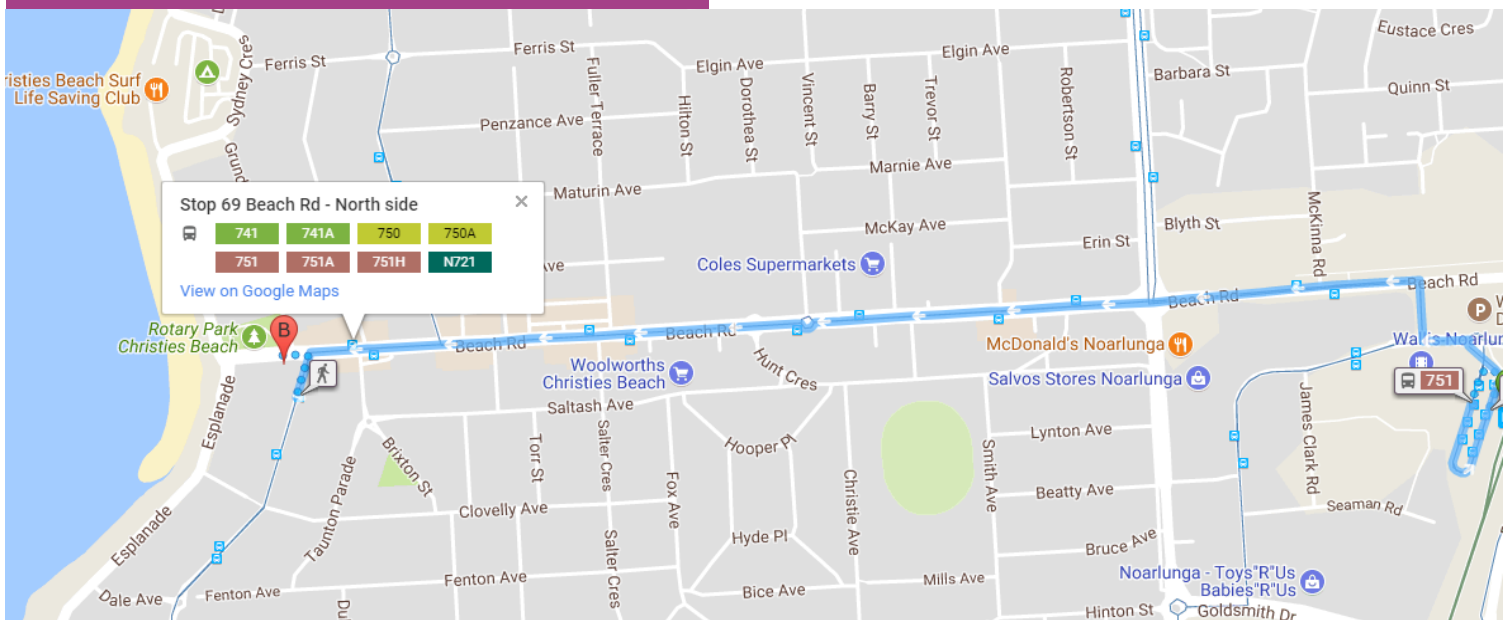 Eustace Cres
Ferris St
Elgin Ave
Ferris St
Elgin Ave
Barbara St
Quinn St
risties Beach Surf
Life Saving Club
Sydney Cres
Fuller Terrace
Hilton St
Dorothea St
Vincent St
Barry St
Trevor St
Robertson St
Penzance Ave
Marnie Ave
Grund
Stop 69 Beach Rd - North side
741 741A 750 750A
751 751A 751H N721
View on Google Maps
Maturin Ave
McKay Ave
McKinna Rd
Blyth St
Erin St
ve
Coles Supermarkets
Beach Rd
Beach Rd
Beach Rd
Beach Rd
Rotary Park
Christies Beach
B
P
McDonald's Noarlunga
Woolworths
Christies Beach
Hunt Cres
Salvos Stores Noarlunga
751
Esplanade
Saltash Ave
Brixton St
Torr St
Salter Cres
Hooper Pl
Lynton Ave
James Clark Rd
Taunton Parade
Fox Ave
Christie Ave
Smith Ave
Beatty Ave
Seaman Rd
Clovelly Ave
Esplanade
Salter Cres
Hyde Pl
Bruce Ave
Fenton Ave
Bice Ave
Mills Ave
Noarlunga - Toys"R"Us
Babies"R"Us
Dale Ave
Fenton Ave
Du
Hinton St
Goldsmith Dr